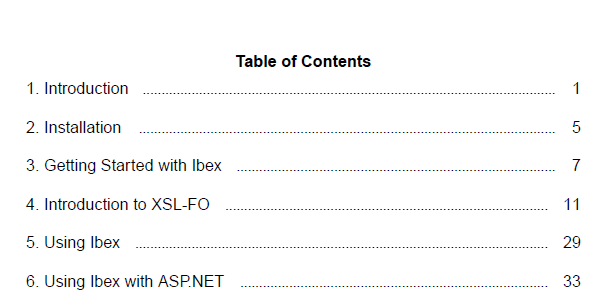 Table of Contents
1. Introduction ........................................ 1
2. Installation ........................................ 5
3. Getting Started with Ibex ........................................ 7
4. Introduction to XSL-FO ........................................ 11
5. Using Ibex ........................................ 29
6. Using Ibex with ASP.NET ........................................ 33